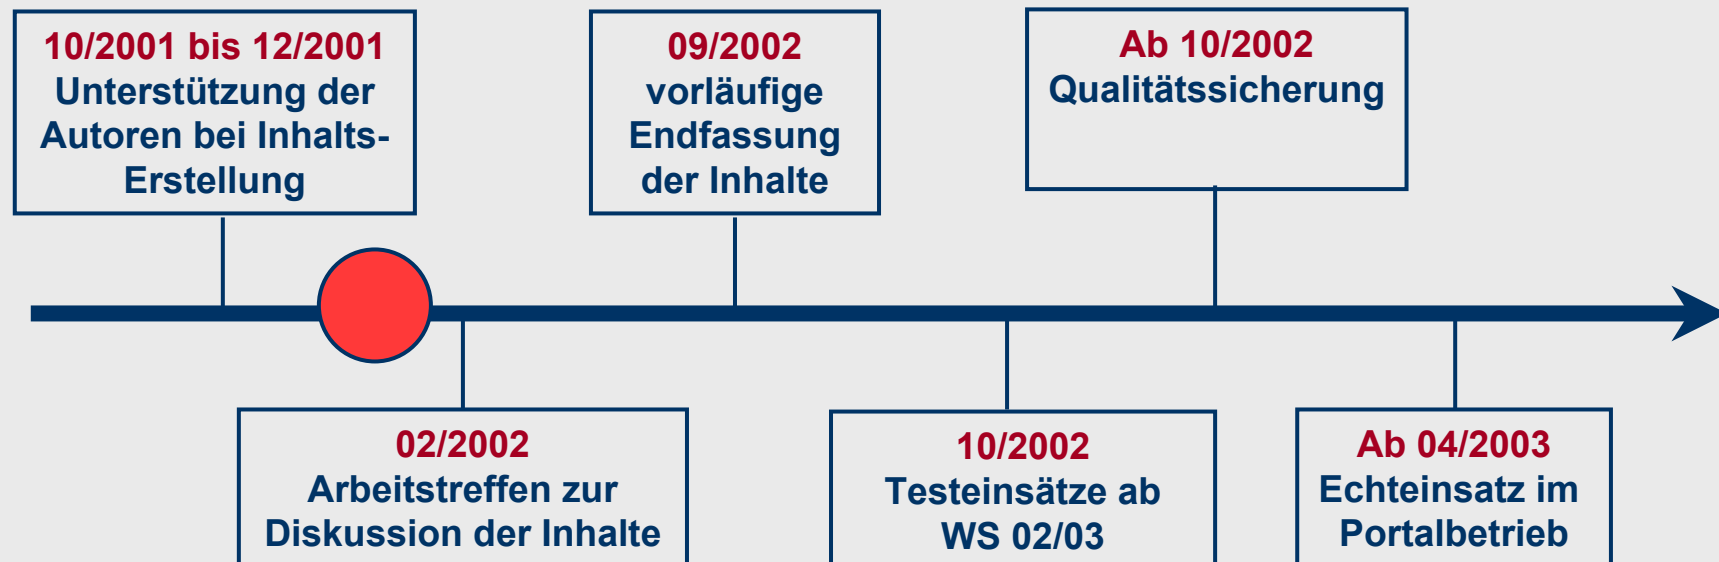 10/2001 bis 12/2001
Unterstützung der
Autoren bei Inhalts-
Erstellung
09/2002
vorläufige
Endfassung
der Inhalte
Ab 10/2002
Qualitätssicherung
02/2002
Arbeitstreffen zur
Diskussion der Inhalte
10/2002
Testeinsätze ab
WS 02/03
Ab 04/2003
Echteinsatz im
Portalbetrieb